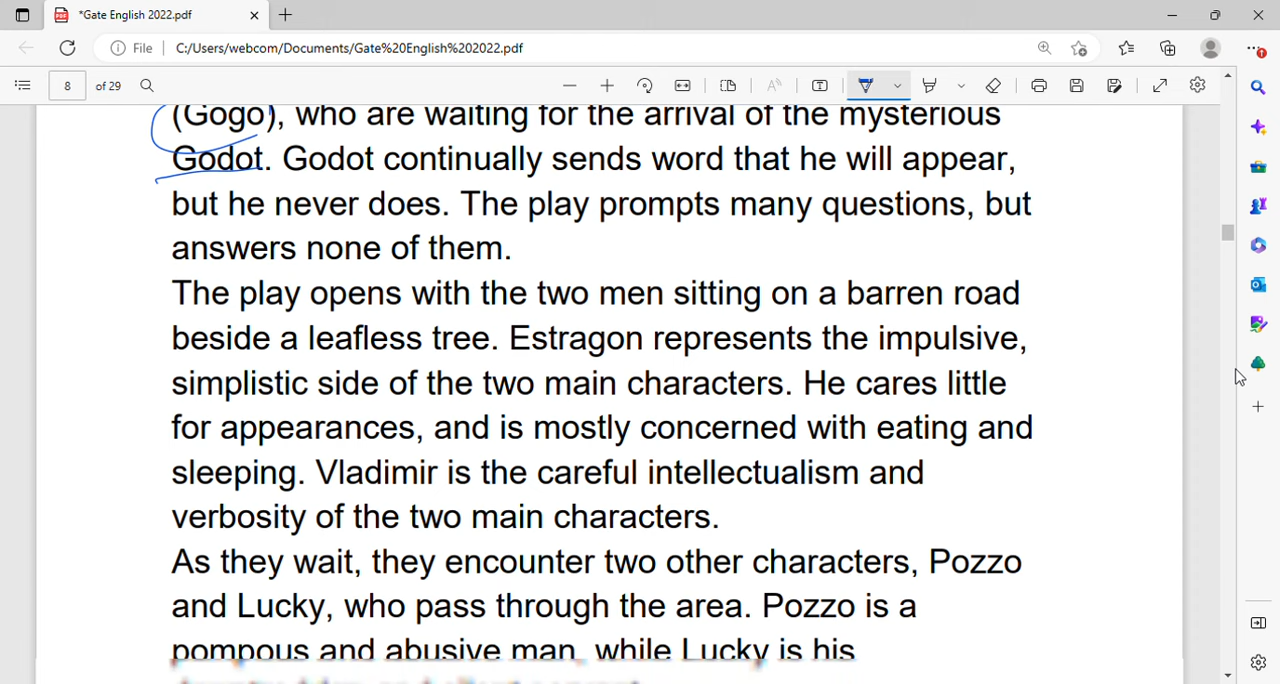 *Gate English 2022.pdf
File
C:/Users/webcom/Documents/Gate%20English%202022.pdf
8 of 29
(Gogo), who are waiting for the arrival of the mysterious
Godot. Godot continually sends word that he will appear,
but he never does. The play prompts many questions, but
answers none of them.
The play opens with the two men sitting on a barren road
beside a leafless tree. Estragon represents the impulsive,
simplistic side of the two main characters. He cares little
for appearances, and is mostly concerned with eating and
sleeping. Vladimir is the careful intellectualism and
verbosity of the two main characters.
As they wait, they encounter two other characters, Pozzo
and Lucky, who pass through the area. Pozzo is a
pompous and abusive man, while Lucky is his